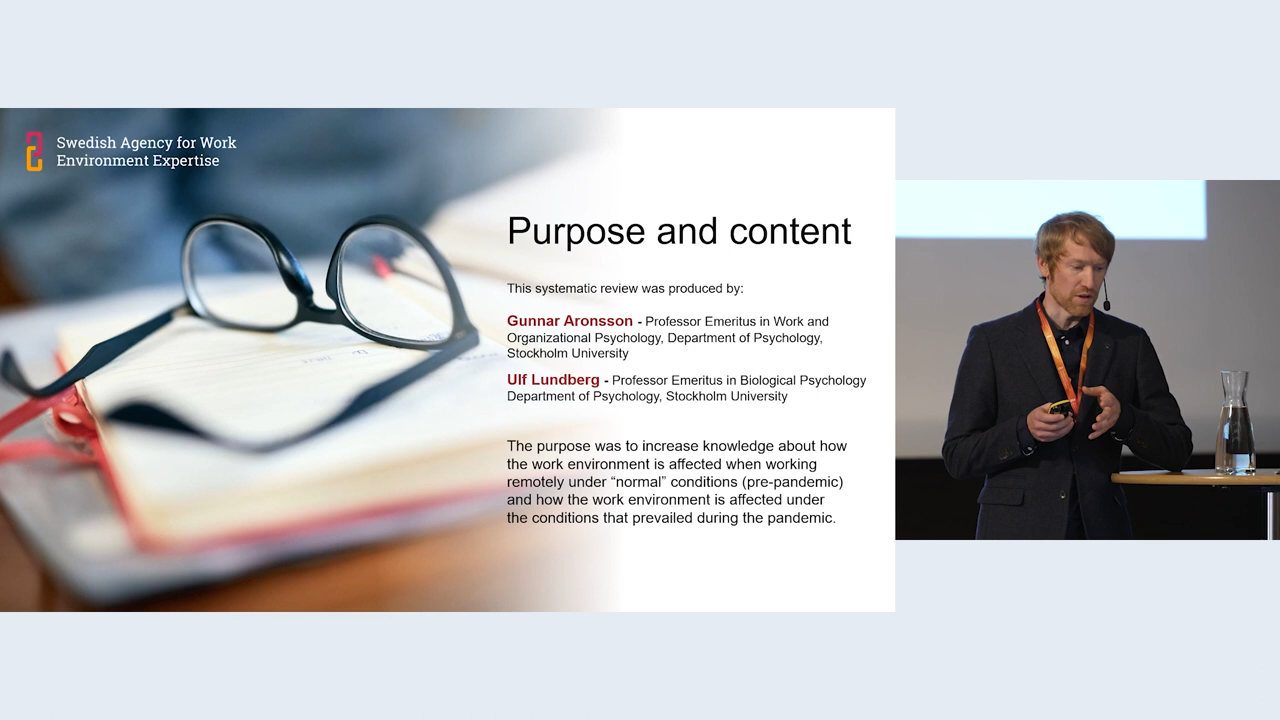 Swedish Agency for Work
Environment Expertise
Purpose and content
This systematic review was produced by:
Gunnar Aronsson - Professor Emeritus in Work and
Organizational Psychology, Department of Psychology,
Stockholm University
Ulf Lundberg - Professor Emeritus in Biological Psychology
Department of Psychology, Stockholm University
The purpose was to increase knowledge about how
the work environment is affected when working
remotely under “normal” conditions (pre-pandemic)
and how the work environment is affected under
the conditions that prevailed during the pandemic.